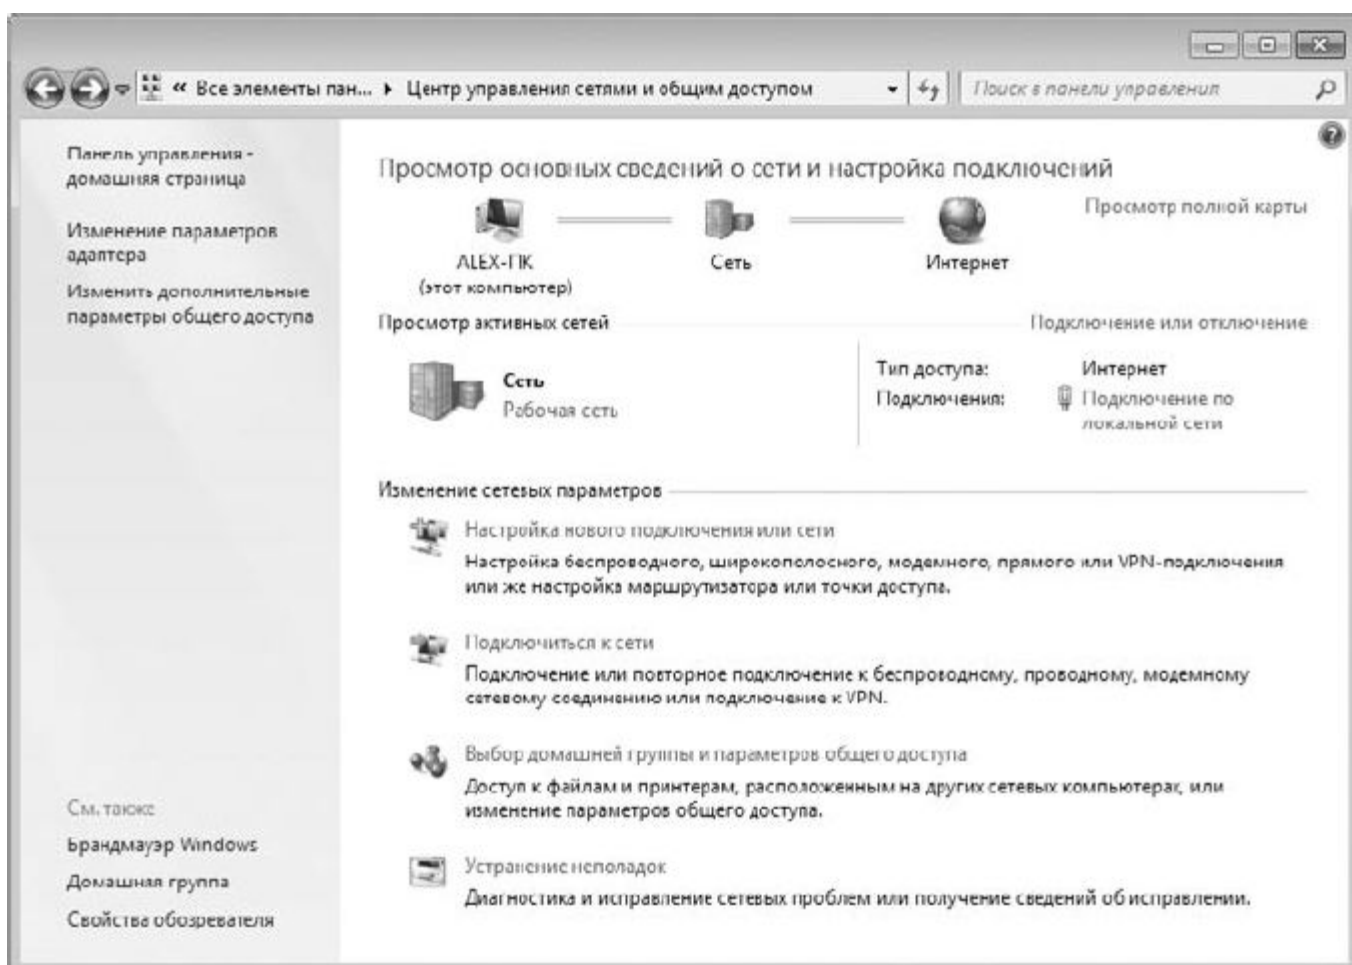 « Все элементы пан... ▸ Центр управления сетями и общим доступом
Поиск в панели управления
Панель управления -
домашняя страница
Изменение параметров
адаптера
Изменить дополнительные
параметры общего доступа
Просмотр основных сведений о сети и настройка подключений
Просмотр полной карты
ALEX-ПК
(этот компьютер)
Сеть
Интернет
Просмотр активных сетей
Подключение или отключение
Сеть
Рабочая сеть
Тип доступа: Интернет
Подключения: Подключение по
локальной сети
Изменение сетевых параметров
Настройка нового подключения или сети
Настройка беспроводного, широкополосного, модемного, прямого или VPN-подключения
или же настройка маршрутизатора или точки доступа.
Подключиться к сети
Подключение или повторное подключение к беспроводному, проводному, модемному
сетевому соединению или подключение к VPN.
Выбор домашней группы и параметров общего доступа
Доступ к файлам и принтерам, расположенным на других сетевых компьютерах, или
изменение параметров общего доступа.
Устранение неполадок
Диагностика и исправление сетевых проблем или получение сведений об исправлении.
См. также
Брандмауэр Windows
Домашняя группа
Свойства обозревателя